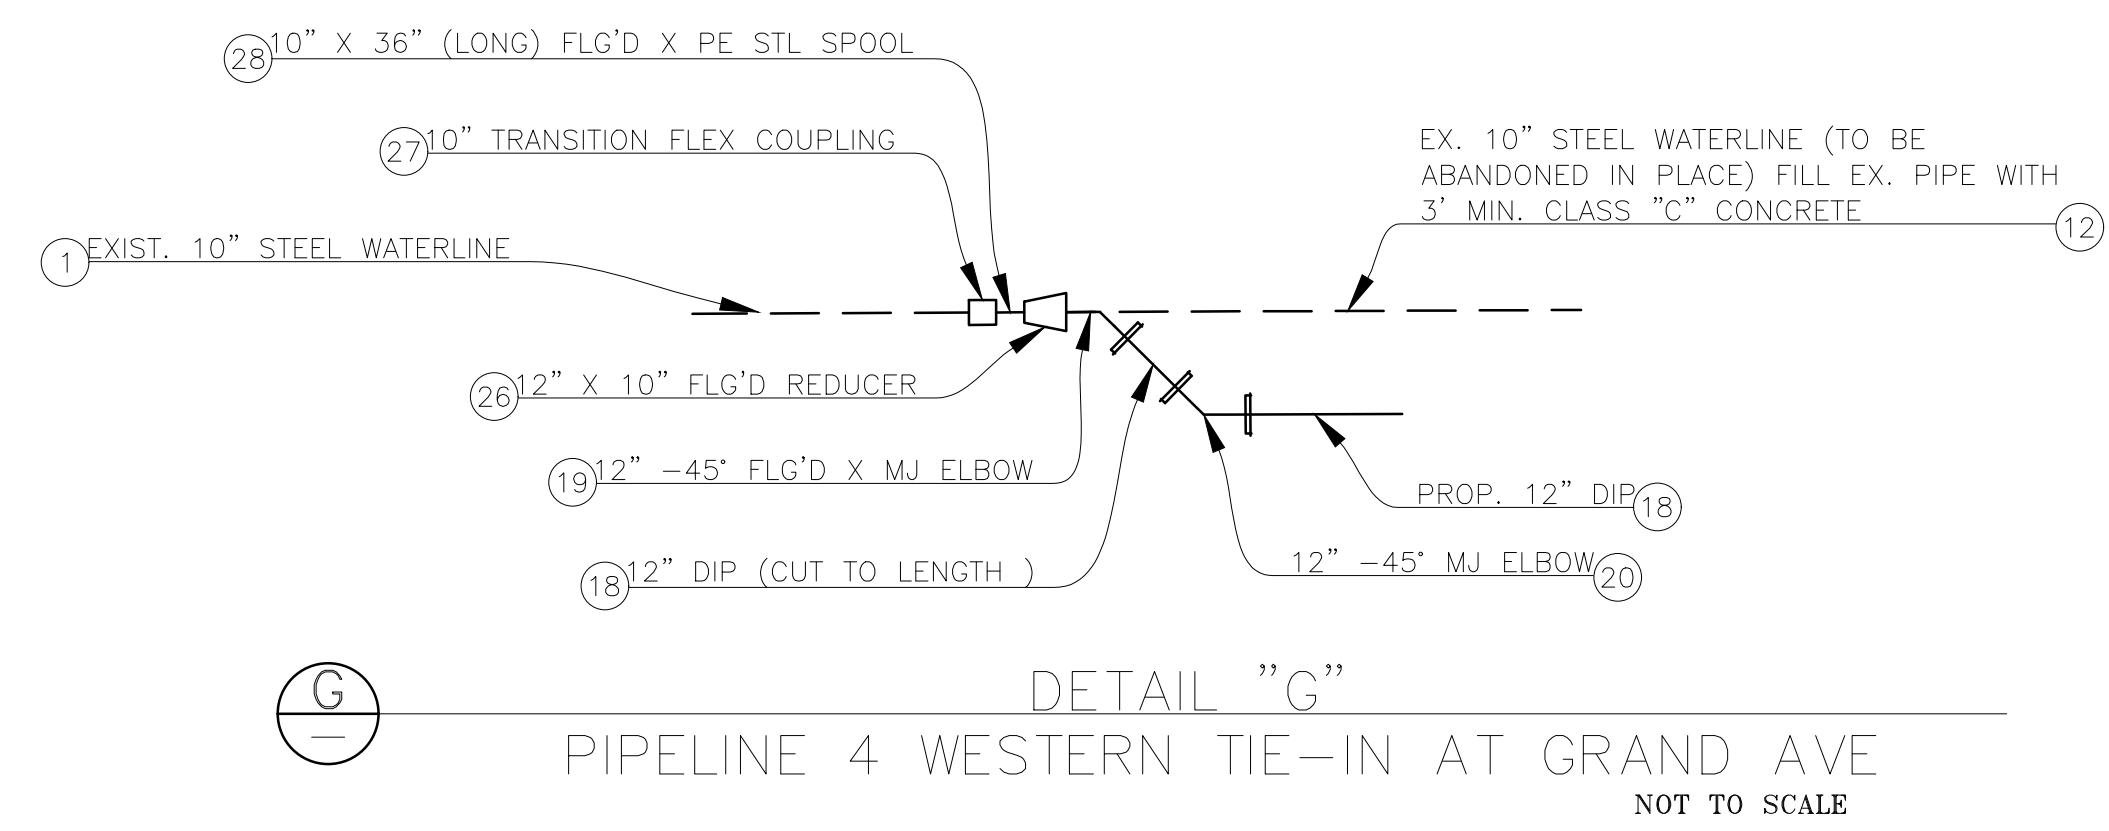 28 10” X 36” (LONG) FLG’D X PE STL SPOOL
27 10” TRANSITION FLEX COUPLING
EX. 10” STEEL WATERLINE (TO BE
ABANDONED IN PLACE) FILL EX. PIPE WITH
3’ MIN. CLASS ”C” CONCRETE 12
1 EXIST. 10” STEEL WATERLINE
26 12” X 10” FLG’D REDUCER
19 12” –45° FLG’D X MJ ELBOW
PROP. 12” DIP 18
12” –45° MJ ELBOW 20
18 12” DIP (CUT TO LENGTH )
G
–
DETAIL ”G”
PIPELINE 4 WESTERN TIE–IN AT GRAND AVE
NOT TO SCALE